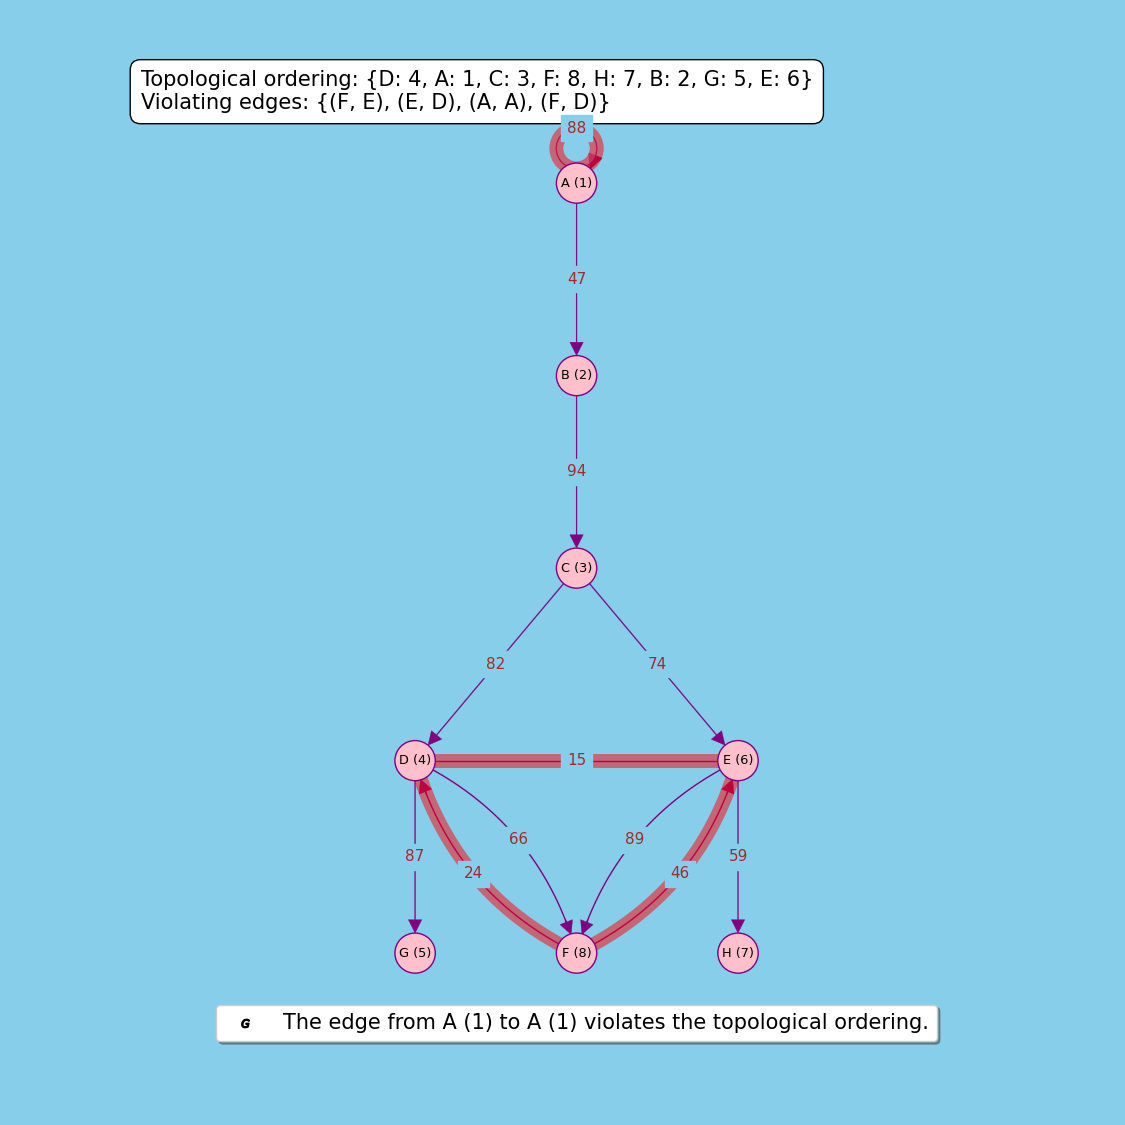 Topological ordering: {D: 4, A: 1, C: 3, F: 8, H: 7, B: 2, G: 5, E: 6}
Violating edges: {(F, E), (E, D), (A, A), (F, D)}
88
A (1)
47
B (2)
94
C (3)
82
74
D (4)
15
E (6)
66
89
87
59
24
46
G (5)
F (8)
H (7)
G The edge from A (1) to A (1) violates the topological ordering.